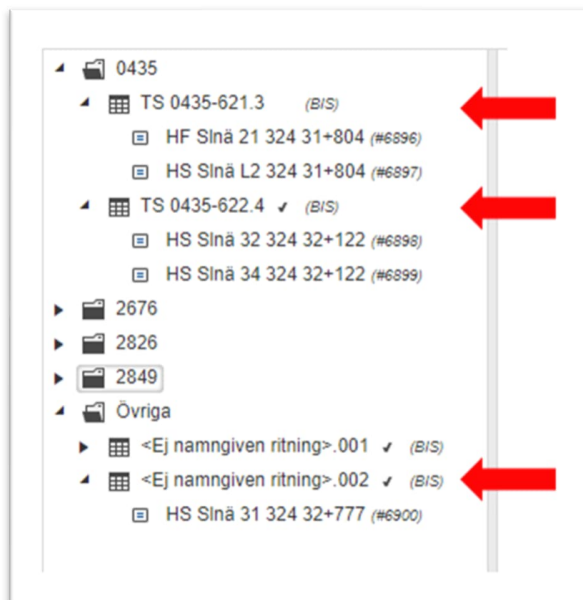 0435
TS 0435-621.3 (BIS)
HF Slnä 21 324 31+804 (#6896)
HS Slnä L2 324 31+804 (#6897)
TS 0435-622.4 ✓ (BIS)
HS Slnä 32 324 32+122 (#6898)
HS Slnä 34 324 32+122 (#6899)
2676
2826
2849
Övriga
<Ej namngiven ritning>.001 ✓ (BIS)
<Ej namngiven ritning>.002 ✓ (BIS)
HS Slnä 31 324 32+777 (#6900)